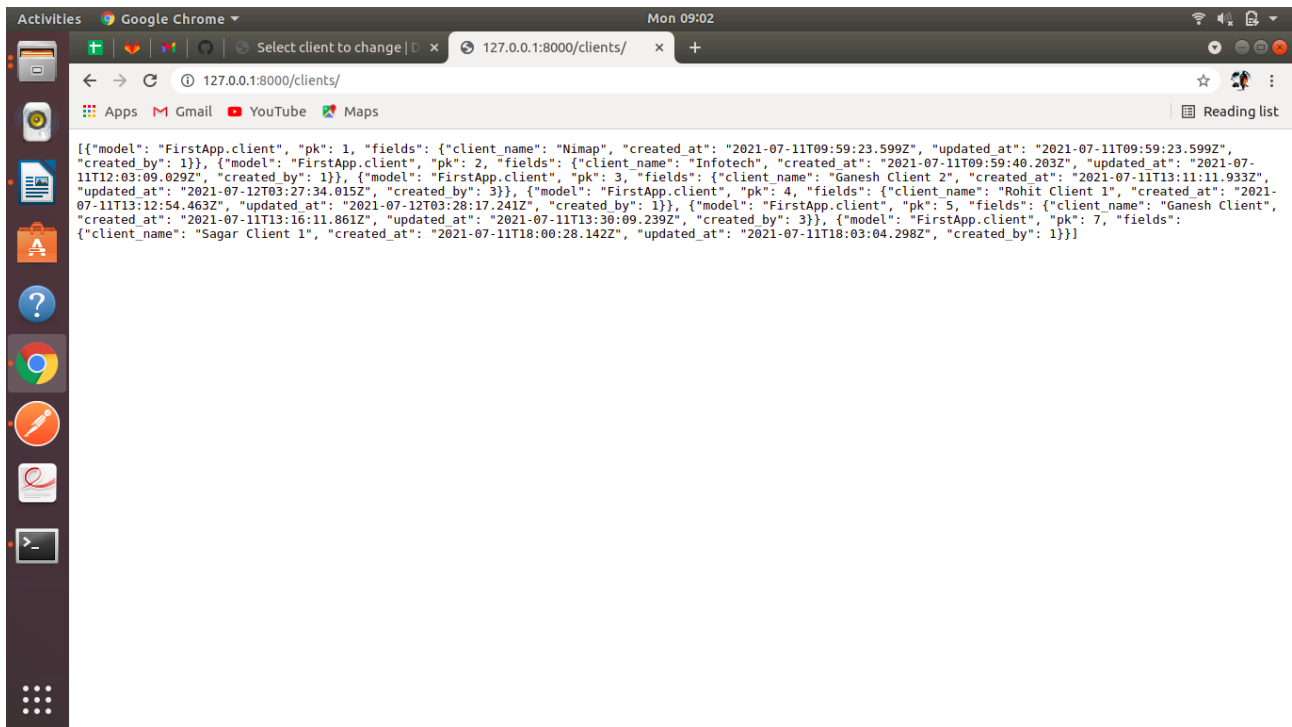 Activities Google Chrome Mon 09:02
Select client to change | D 127.0.0.1:8000/clients/
127.0.0.1:8000/clients/
Apps Gmail YouTube Maps Reading list
[{"model": "FirstApp.client", "pk": 1, "fields": {"client_name": "Nimap", "created_at": "2021-07-11T09:59:23.599Z", "updated_at": "2021-07-11T09:59:23.599Z",
"created_by": 1}}, {"model": "FirstApp.client", "pk": 2, "fields": {"client_name": "Infotech", "created_at": "2021-07-11T09:59:40.203Z", "updated_at": "2021-07-
11T12:03:09.029Z", "created_by": 1}}, {"model": "FirstApp.client", "pk": 3, "fields": {"client_name": "Ganesh Client 2", "created_at": "2021-07-11T13:11:11.933Z",
"updated_at": "2021-07-12T03:27:34.015Z", "created_by": 3}}, {"model": "FirstApp.client", "pk": 4, "fields": {"client_name": "Rohit Client 1", "created_at": "2021-
07-11T13:12:54.463Z", "updated_at": "2021-07-12T03:28:17.241Z", "created_by": 1}}, {"model": "FirstApp.client", "pk": 5, "fields": {"client_name": "Ganesh Client",
"created_at": "2021-07-11T13:16:11.861Z", "updated_at": "2021-07-11T13:30:09.239Z", "created_by": 3}}, {"model": "FirstApp.client", "pk": 7, "fields":
{"client_name": "Sagar Client 1", "created_at": "2021-07-11T18:00:28.142Z", "updated_at": "2021-07-11T18:03:04.298Z", "created_by": 1}}]